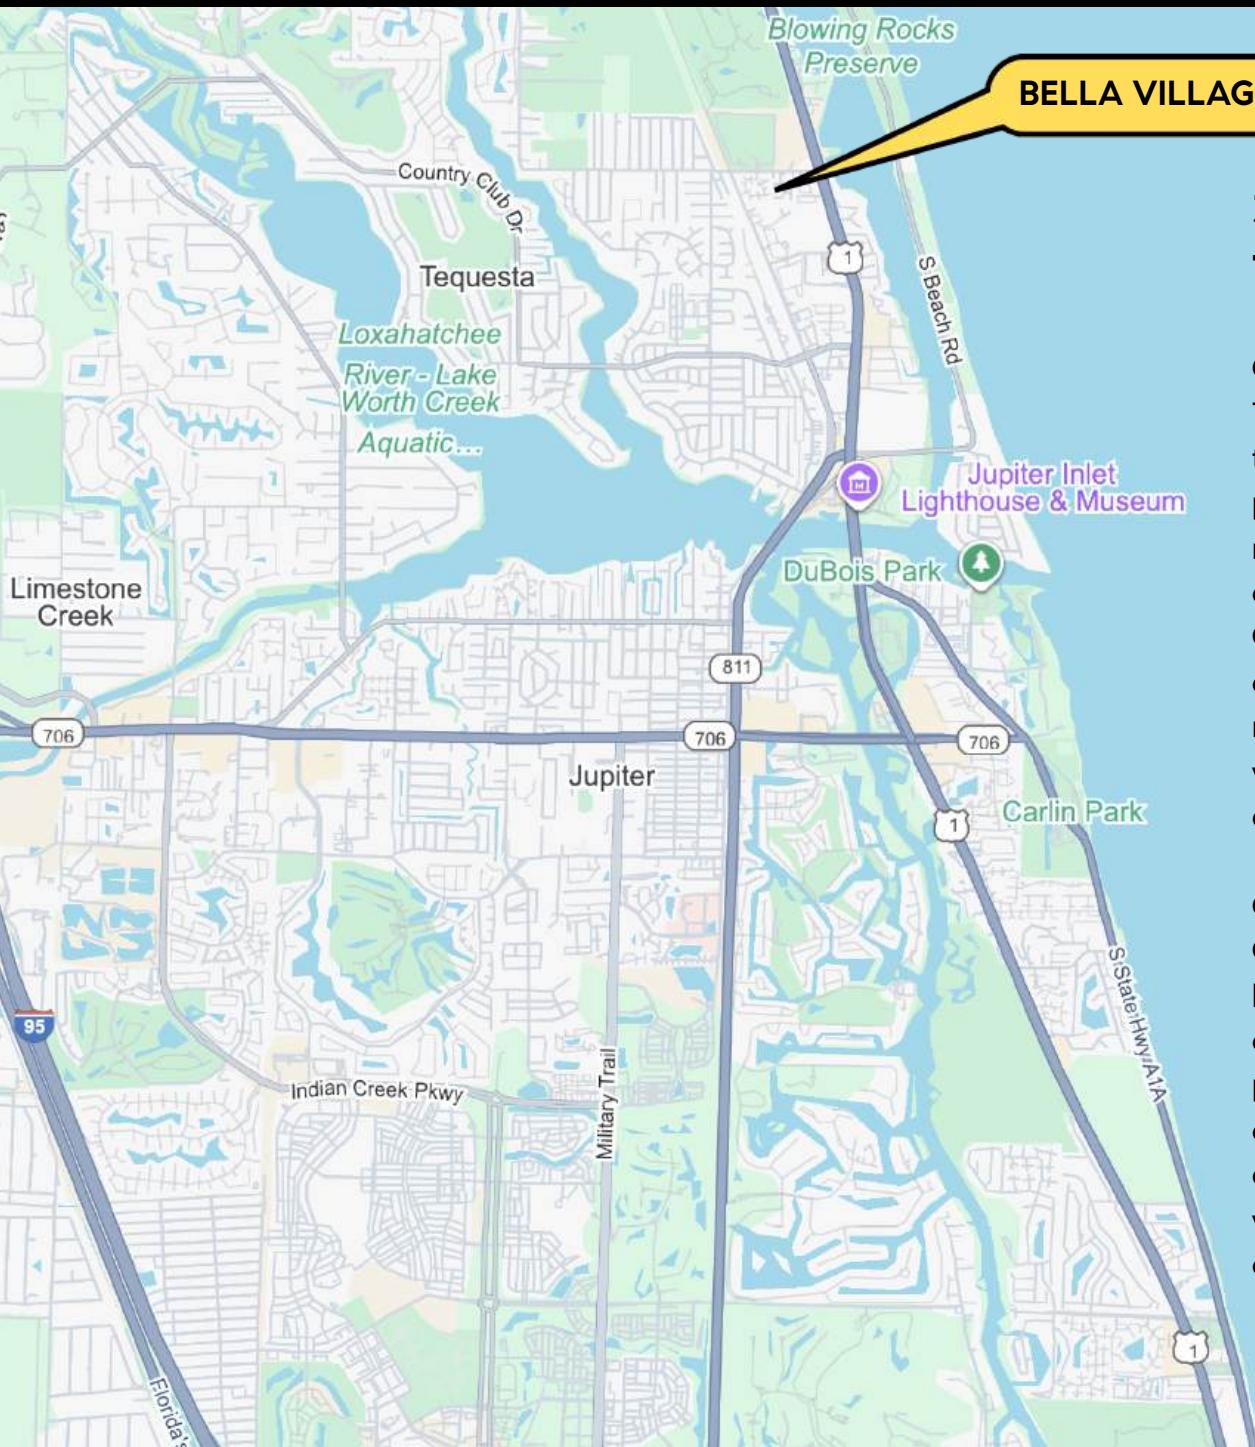 Blowing Rocks
Preserve
BELLA VILLAG
Country Club Dr
Tequesta
1
S Beach Rd
Loxahatchee
River - Lake
Worth Creek
Aquatic...
Jupiter Inlet
Lighthouse & Museum
DuBois Park
Limestone
Creek
811
706
706
706
Jupiter
1
Carlin Park
S State Hwy A1A
95
Indian Creek Pkwy
Military Trail
1
Florida's